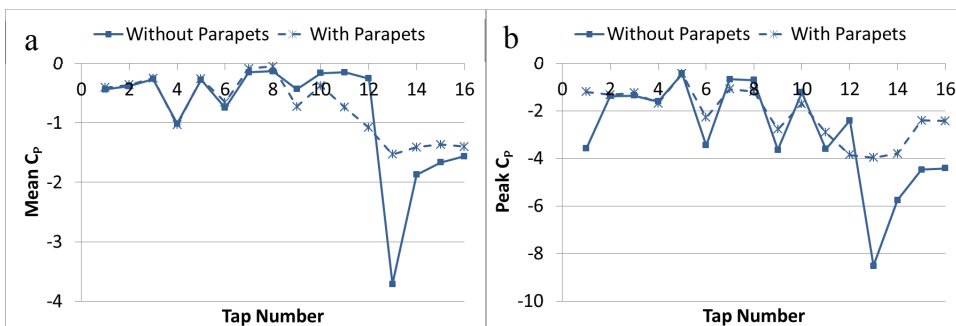 a
Without Parapets
With Parapets
0
0 2 4 6 8 10 12 14 16
-1
-2
-3
-4
Mean CP
Tap Number
b
Without Parapets
With Parapets
0
0 2 4 6 8 10 12 14 16
-2
-4
-6
-8
-10
Peak CP
Tap Number